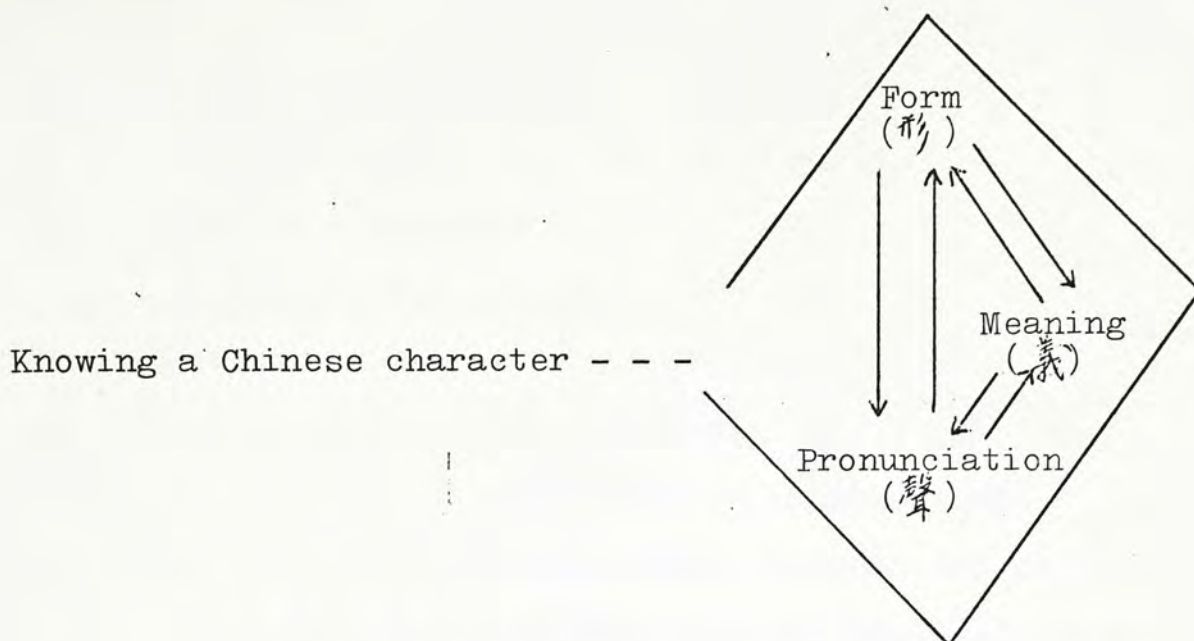 Form
(形)
Meaning
(義)
Knowing a Chinese character - - -
Pronunciation
(聲)